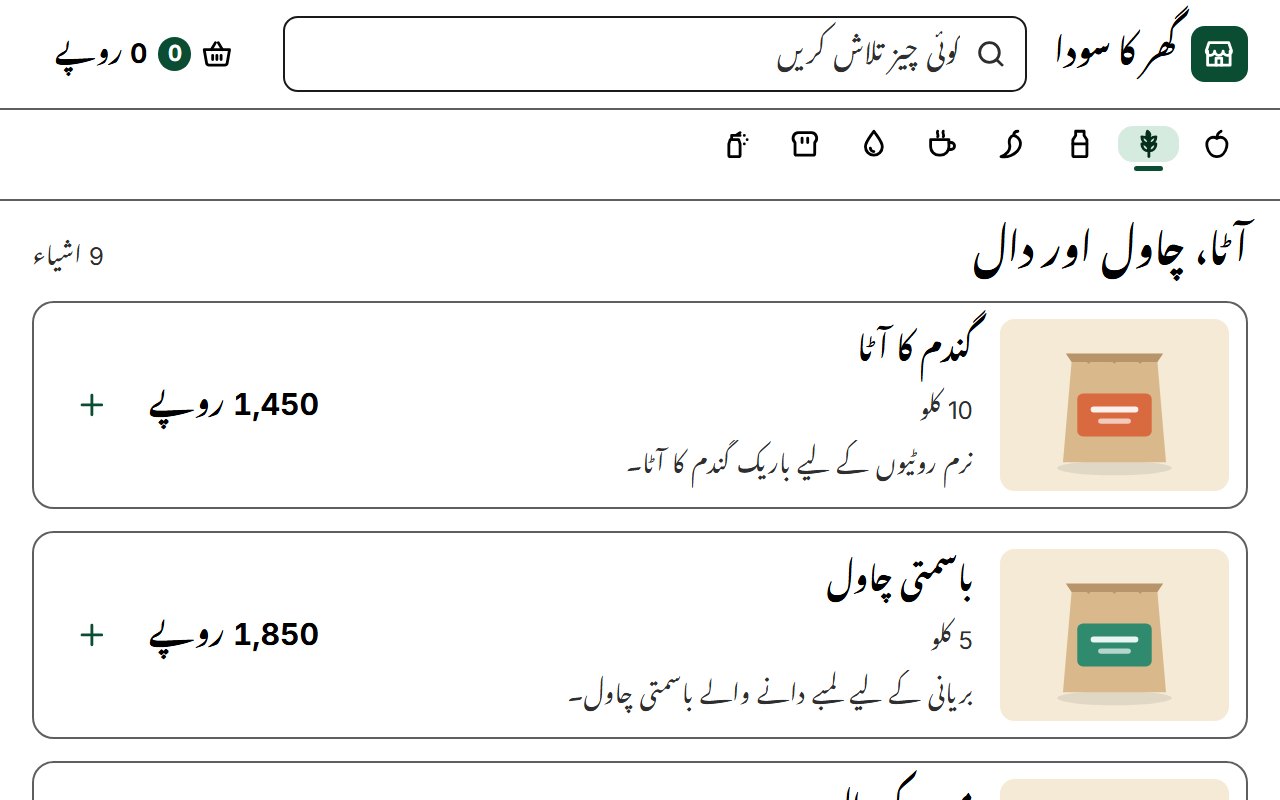 گھر کا سودا
کوئی چیز تلاش کریں
0
0 روپے
آٹا، چاول اور دال
9 اشیاء
گندم کا آٹا
10 کلو
نرم روٹیوں کے لیے باریک گندم کا آٹا۔
1,450 روپے
باسمتی چاول
5 کلو
بریانی کے لیے لمبے دانے والے باسمتی چاول۔
1,850 روپے